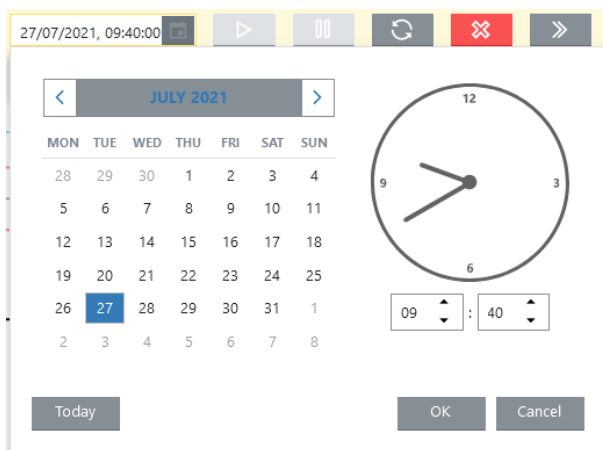 27/07/2021, 09:40:00
JULY 2021
MON TUE WED THU FRI SAT SUN
28 29 30 1 2 3 4
5 6 7 8 9 10 11
12 13 14 15 16 17 18
19 20 21 22 23 24 25
26 27 28 29 30 31 1
2 3 4 5 6 7 8
12
9 3
6
09 : 40
Today OK Cancel